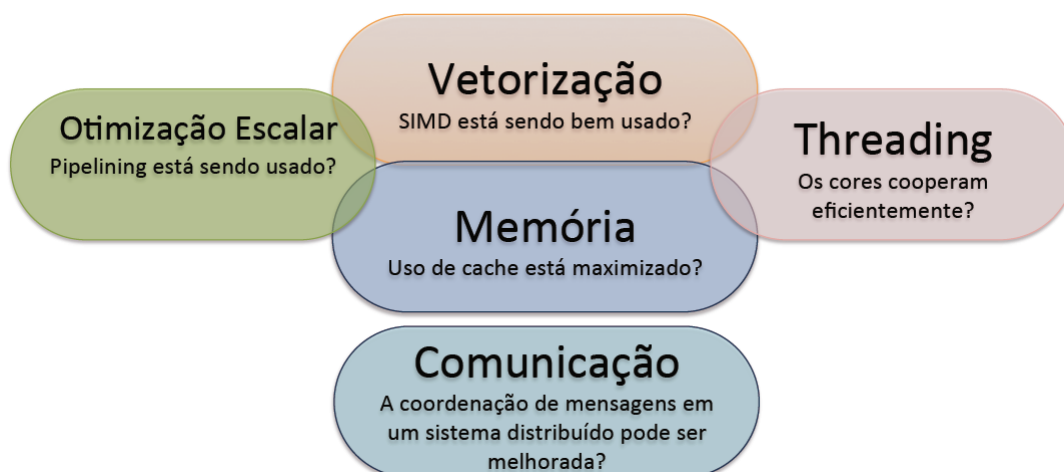 Vetorização
SIMD está sendo bem usado?
Otimização Escalar
Pipelining está sendo usado?
Threading
Os cores cooperam
eficientemente?
Memória
Uso de cache está maximizado?
Comunicação
A coordenação de mensagens em
um sistema distribuído pode ser
melhorada?